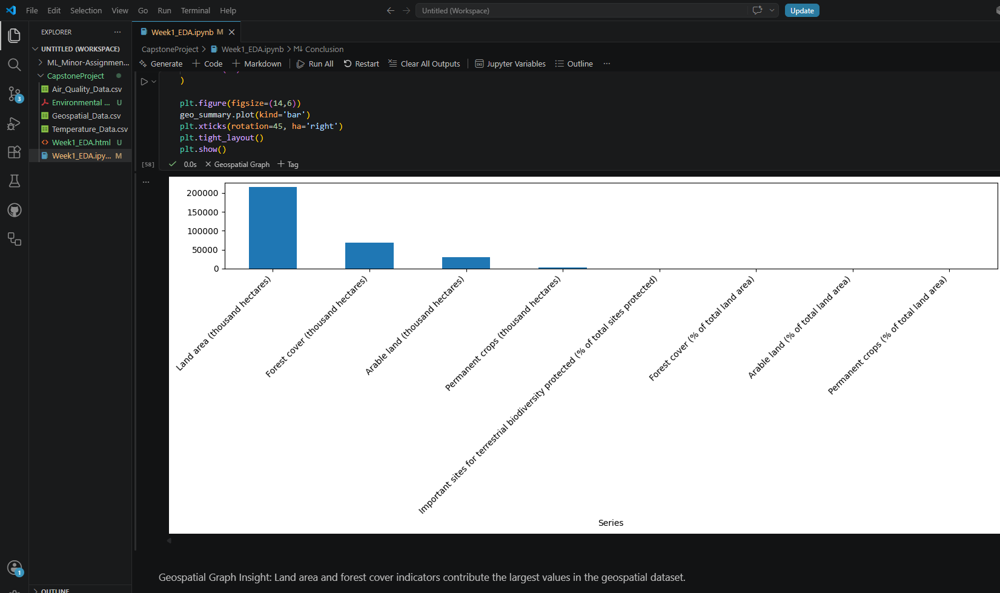 File Edit Selection View Go Run Terminal Help
Untitled (Workspace)
Update
EXPLORER
Week1_EDA.ipynb M
UNTITLED (WORKSPACE)
CapstoneProject > Week1_EDA.ipynb > M↓ Conclusion
ML_Minor-Assignmen...
Generate + Code + Markdown Run All Restart Clear All Outputs Jupyter Variables Outline ...
CapstoneProject
)
Air_Quality_Data.csv
Environmental ... U
plt.figure(figsize=(14,6))
Geospatial_Data.csv
geo_summary.plot(kind='bar')
Temperature_Data.csv
plt.xticks(rotation=45, ha='right')
Week1_EDA.html U
plt.tight_layout()
Week1_EDA.ipy... M
plt.show()
[58]
0.0s Geospatial Graph + Tag
3
200000
150000
100000
50000
0
Land area (thousand hectares)
Forest cover (thousand hectares)
Arable land (thousand hectares)
Permanent crops (thousand hectares)
Important sites for terrestrial biodiversity protected (% of total sites protected)
Forest cover (% of total land area)
Arable land (% of total land area)
Permanent crops (% of total land area)
Series
1
Geospatial Graph Insight: Land area and forest cover indicators contribute the largest values in the geospatial dataset.
OUTLINE